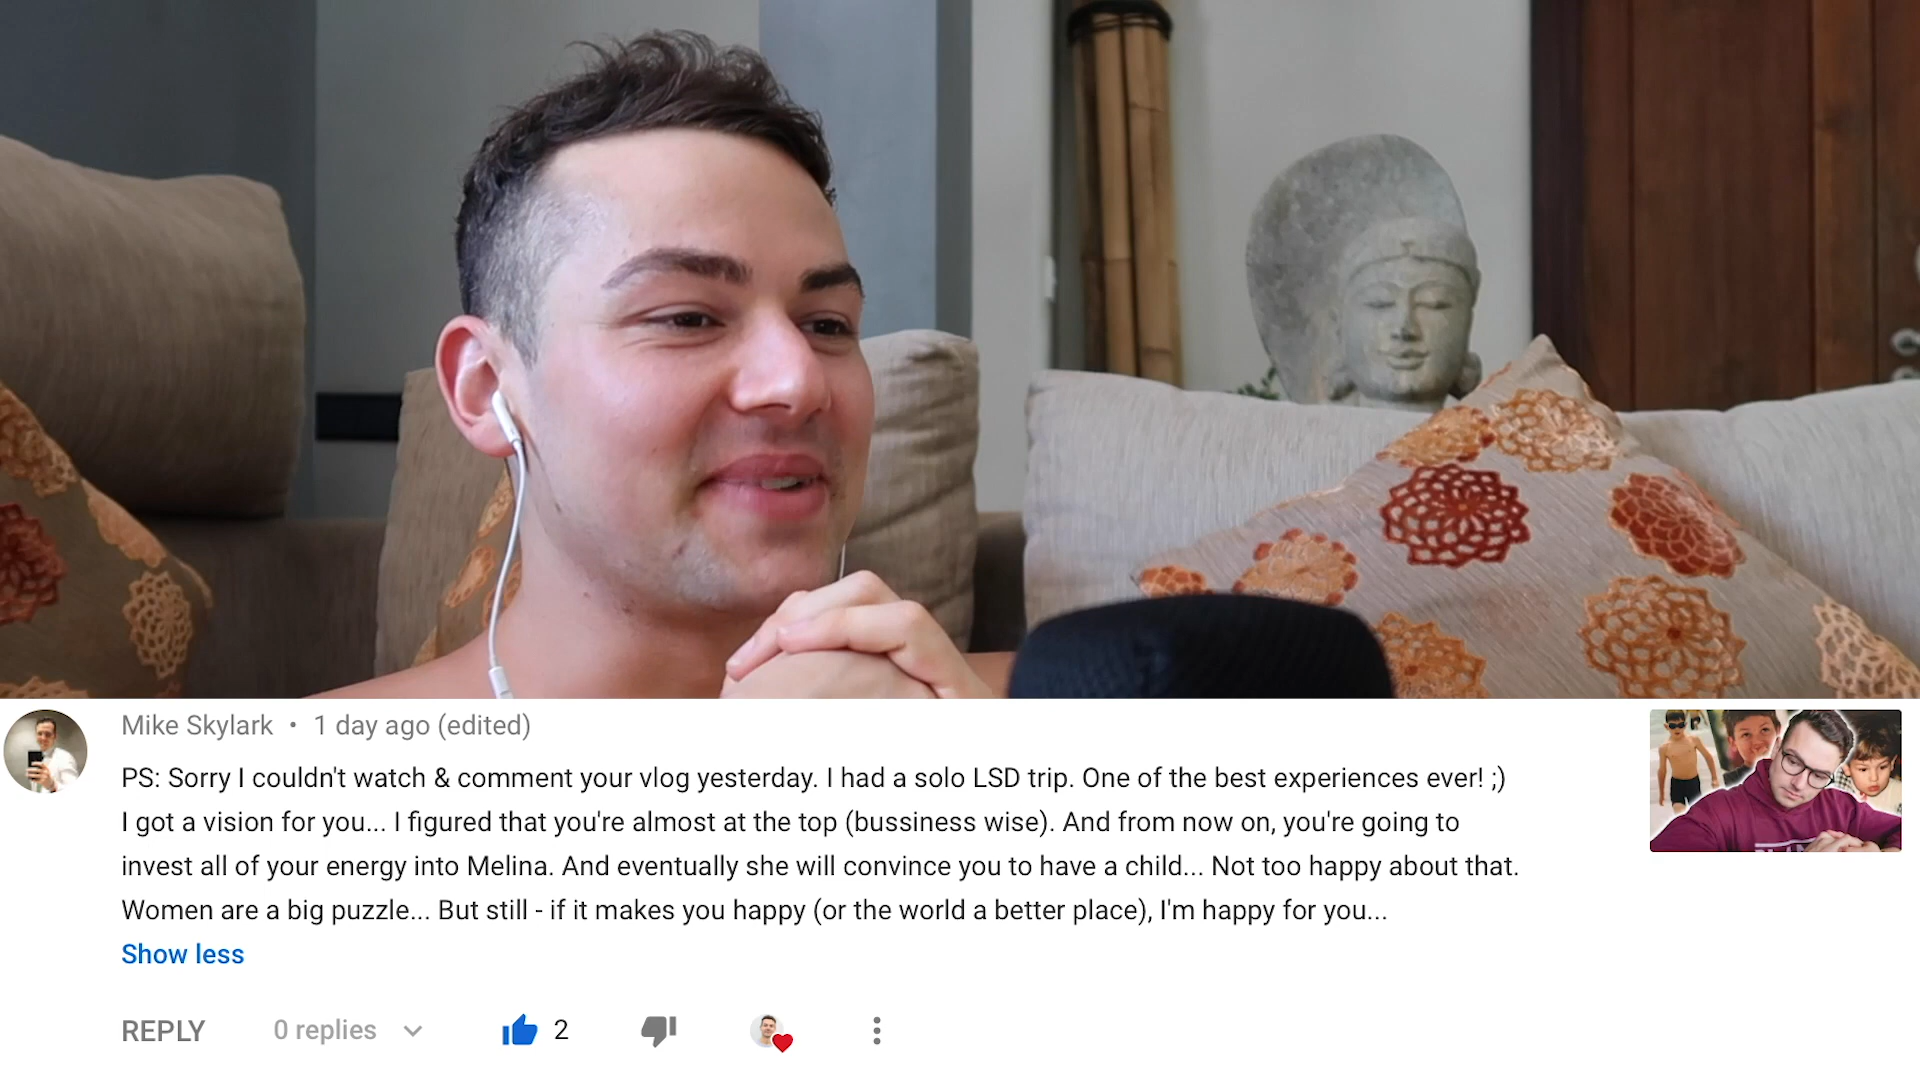 Mike Skylark • 1 day ago (edited)
PS: Sorry I couldn't watch & comment your vlog yesterday. I had a solo LSD trip. One of the best experiences ever! ;)
I got a vision for you... I figured that you're almost at the top (bussiness wise). And from now on, you're going to
invest all of your energy into Melina. And eventually she will convince you to have a child... Not too happy about that.
Women are a big puzzle... But still - if it makes you happy (or the world a better place), I'm happy for you...
Show less
REPLY 0 replies 2